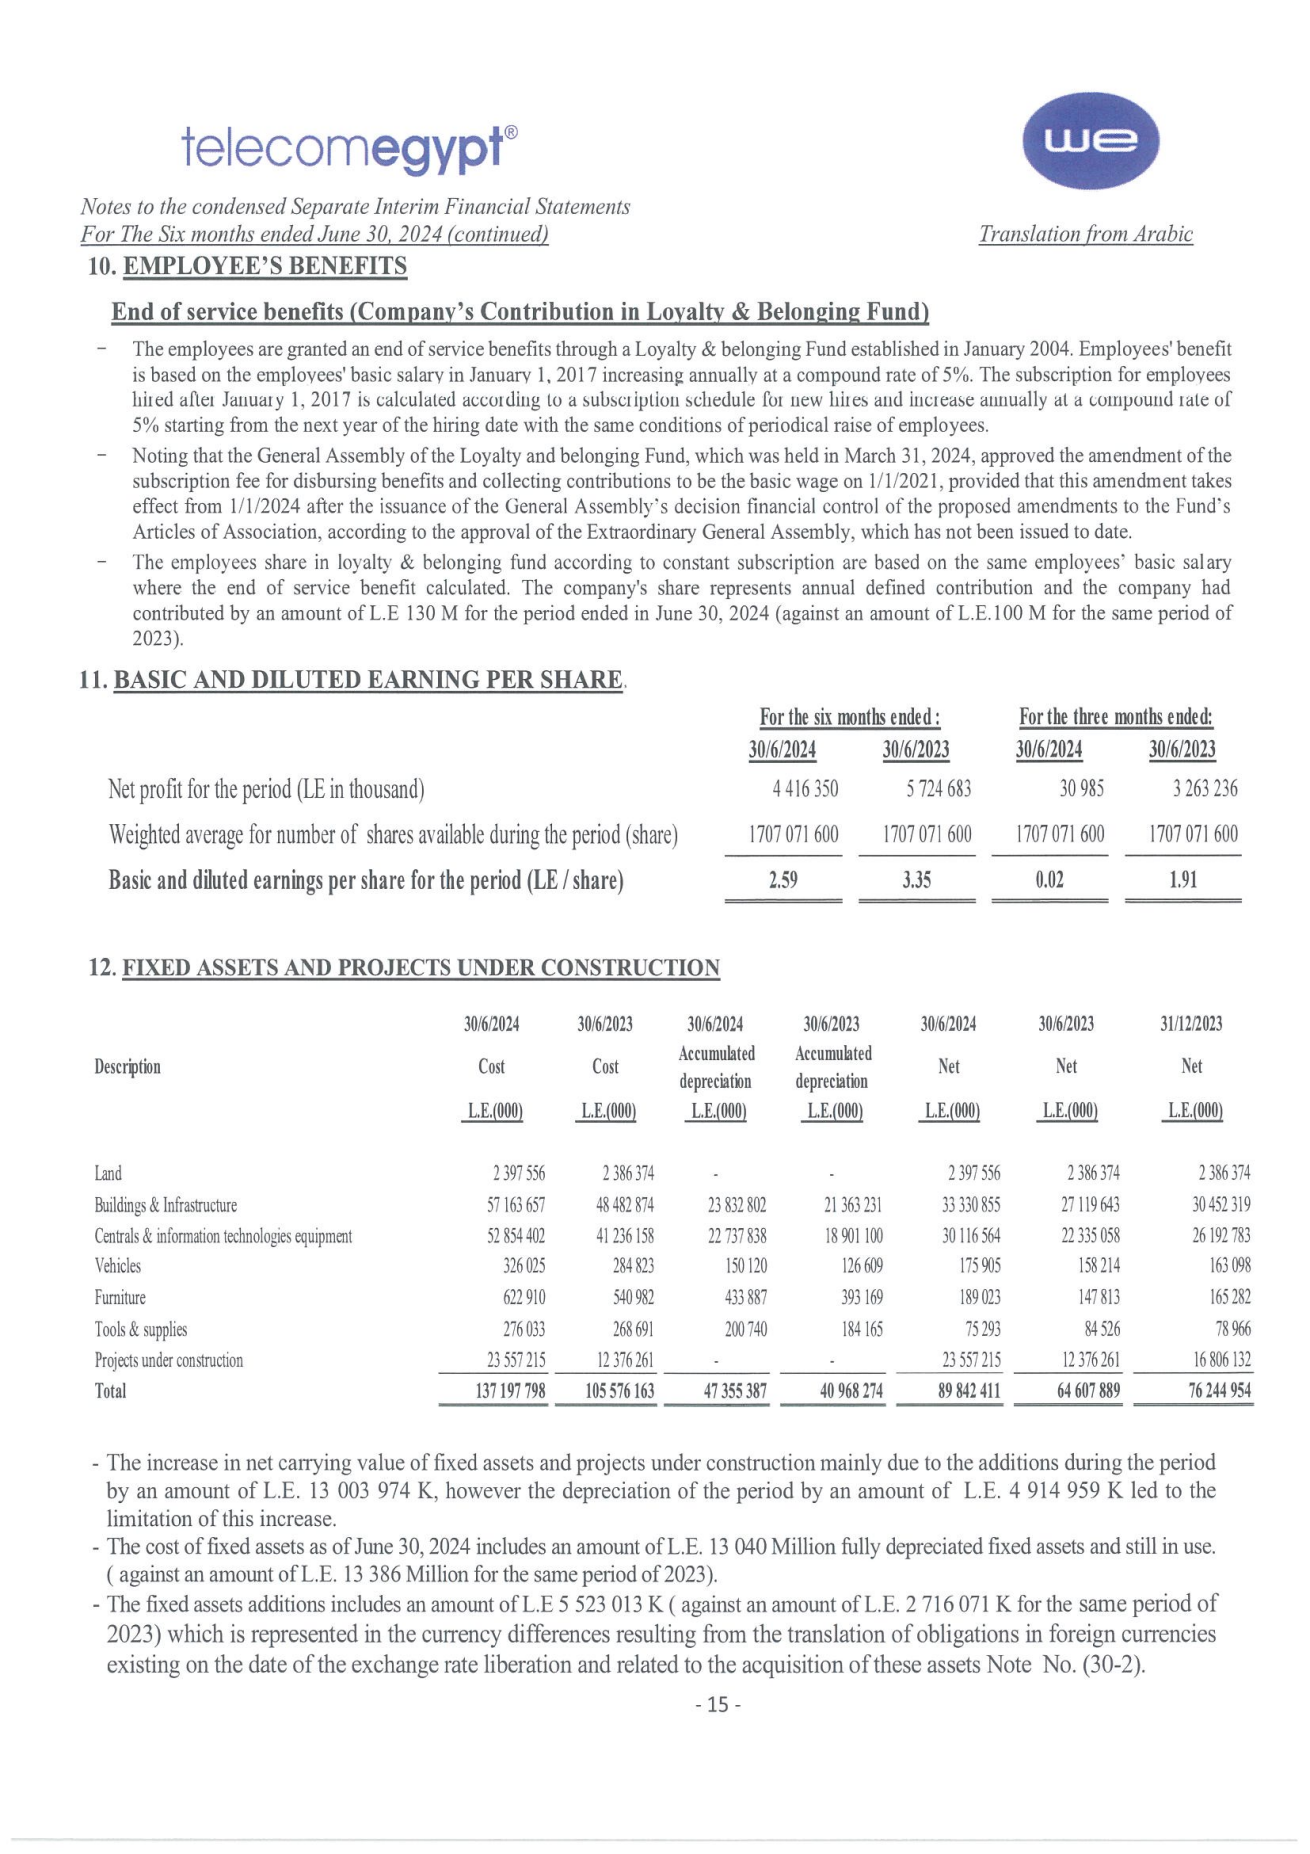 telecomegypt®
we
Notes to the condensed Separate Interim Financial Statements
For The Six months ended June 30, 2024 (continued)
Translation from Arabic
10. EMPLOYEE'S BENEFITS
End of service benefits (Company's Contribution in Loyalty & Belonging Fund)
– The employees are granted an end of service benefits through a Loyalty & belonging Fund established in January 2004. Employees' benefit
is based on the employees' basic salary in January 1, 2017 increasing annually at a compound rate of 5%. The subscription for employees
hired after January 1, 2017 is calculated according to a subscription schedule for new hires and increase annually at a compound rate of
5% starting from the next year of the hiring date with the same conditions of periodical raise of employees.
– Noting that the General Assembly of the Loyalty and belonging Fund, which was held in March 31, 2024, approved the amendment of the
subscription fee for disbursing benefits and collecting contributions to be the basic wage on 1/1/2021, provided that this amendment takes
effect from 1/1/2024 after the issuance of the General Assembly's decision financial control of the proposed amendments to the Fund's
Articles of Association, according to the approval of the Extraordinary General Assembly, which has not been issued to date.
– The employees share in loyalty & belonging fund according to constant subscription are based on the same employees' basic salary
where the end of service benefit calculated. The company's share represents annual defined contribution and the company had
contributed by an amount of L.E 130 M for the period ended in June 30, 2024 (against an amount of L.E.100 M for the same period of
2023).
11. BASIC AND DILUTED EARNING PER SHARE.
For the six months ended : For the three months ended:
30/6/2024 30/6/2023 30/6/2024 30/6/2023
Net profit for the period (LE in thousand) 4 416 350 5 724 683 30 985 3 263 236
Weighted average for number of shares available during the period (share) 1707 071 600 1707 071 600 1707 071 600 1707 071 600
Basic and diluted earnings per share for the period (LE / share) 2.59 3.35 0.02 1.91
12. FIXED ASSETS AND PROJECTS UNDER CONSTRUCTION
30/6/2024 30/6/2023 30/6/2024 30/6/2023 30/6/2024 30/6/2023 31/12/2023
Description Cost Cost Accumulated depreciation Accumulated depreciation Net Net Net
L.E.(000) L.E.(000) L.E.(000) L.E.(000) L.E.(000) L.E.(000) L.E.(000)
Land 2 397 556 2 386 374 - - 2 397 556 2 386 374 2 386 374
Buildings & Infrastructure 57 163 657 48 482 874 23 832 802 21 363 231 33 330 855 27 119 643 30 452 319
Centrals & information technologies equipment 52 854 402 41 236 158 22 737 838 18 901 100 30 116 564 22 335 058 26 192 783
Vehicles 326 025 284 823 150 120 126 609 175 905 158 214 163 098
Furniture 622 910 540 982 433 887 393 169 189 023 147 813 165 282
Tools & supplies 276 033 268 691 200 740 184 165 75 293 84 526 78 966
Projects under construction 23 557 215 12 376 261 - - 23 557 215 12 376 261 16 806 132
Total 137 197 798 105 576 163 47 355 387 40 968 274 89 842 411 64 607 889 76 244 954
- The increase in net carrying value of fixed assets and projects under construction mainly due to the additions during the period
by an amount of L.E. 13 003 974 K, however the depreciation of the period by an amount of L.E. 4 914 959 K led to the
limitation of this increase.
- The cost of fixed assets as of June 30, 2024 includes an amount of L.E. 13 040 Million fully depreciated fixed assets and still in use.
( against an amount of L.E. 13 386 Million for the same period of 2023).
- The fixed assets additions includes an amount of L.E 5 523 013 K ( against an amount of L.E. 2 716 071 K for the same period of
2023) which is represented in the currency differences resulting from the translation of obligations in foreign currencies
existing on the date of the exchange rate liberation and related to the acquisition of these assets Note No. (30-2).
- 15 -